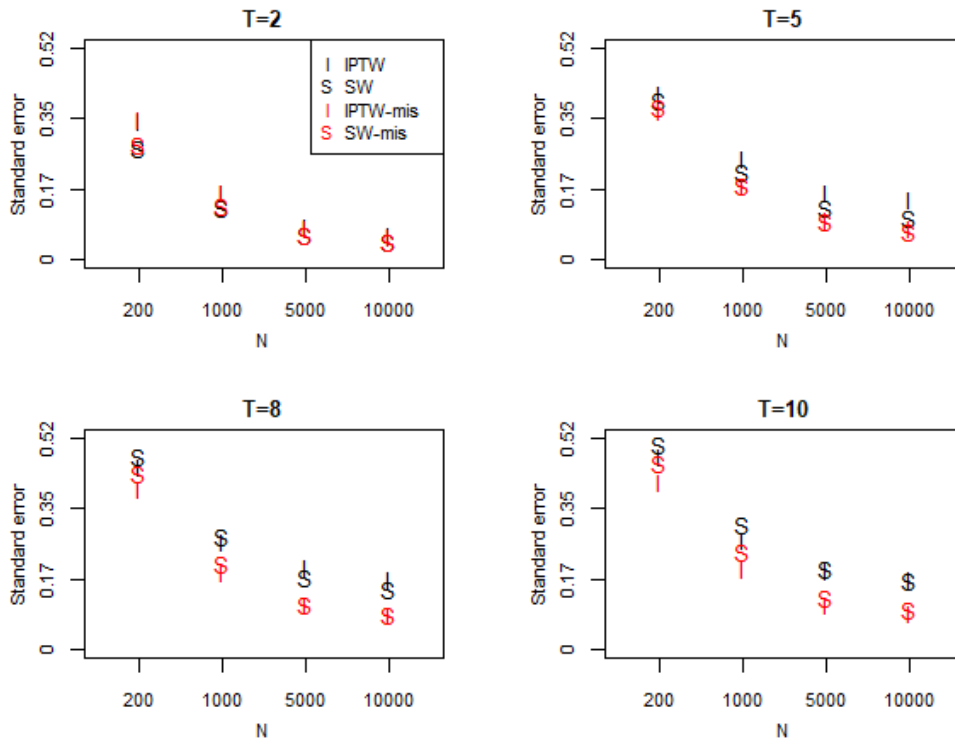 T=2
Standard error
0.52
0.35
0.17
0
I IPTW
S SW
I IPTW-mis
S SW-mis
200 1000 5000 10000
N
T=5
Standard error
0.52
0.35
0.17
0
200 1000 5000 10000
N
T=8
Standard error
0.52
0.35
0.17
0
200 1000 5000 10000
N
T=10
Standard error
0.52
0.35
0.17
0
200 1000 5000 10000
N